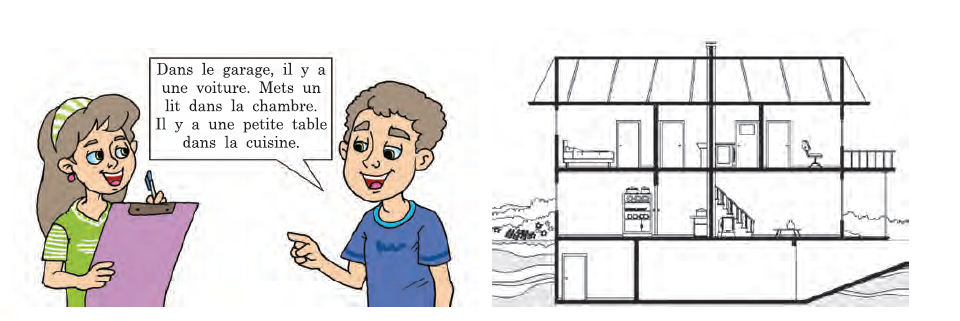 Dans le garage, il y a
une voiture. Mets un
lit dans la chambre.
Il y a une petite table
dans la cuisine.